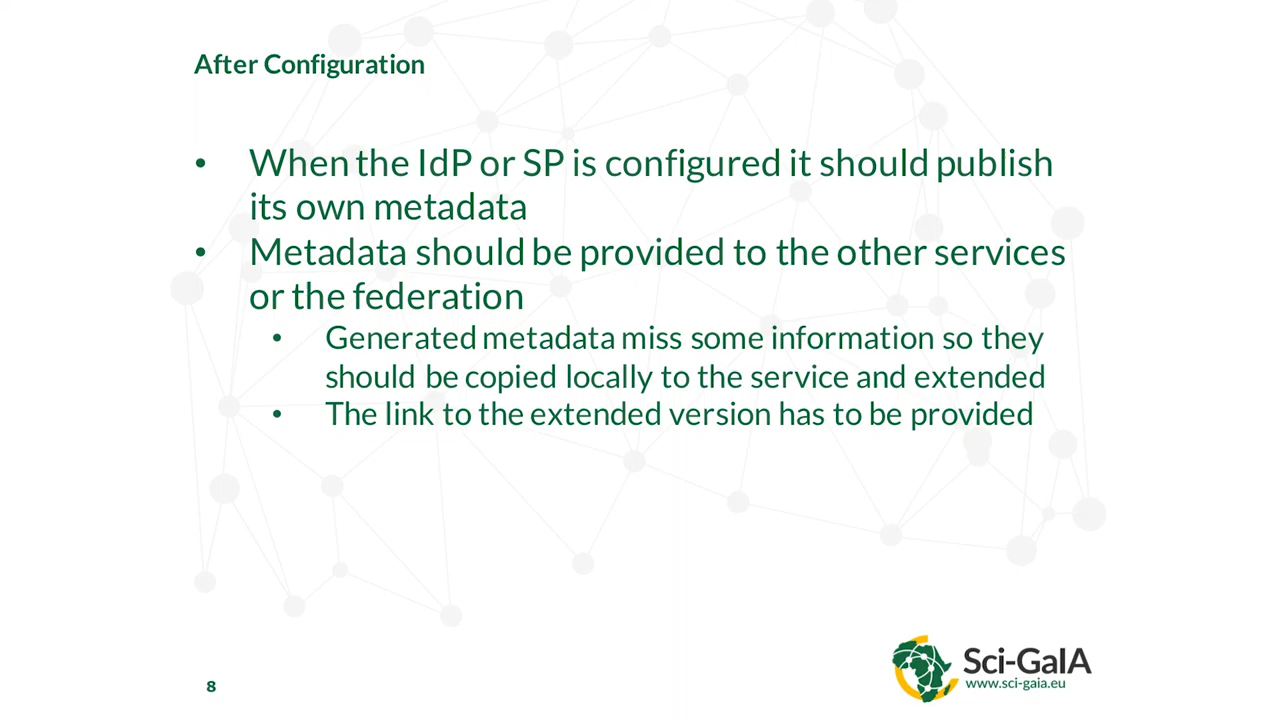 After Configuration
• When the IdP or SP is configured it should publish
its own metadata
• Metadata should be provided to the other services
or the federation
• Generated metadata miss some information so they
should be copied locally to the service and extended
• The link to the extended version has to be provided
Sci-GaIA
www.sci-gaia.eu
8